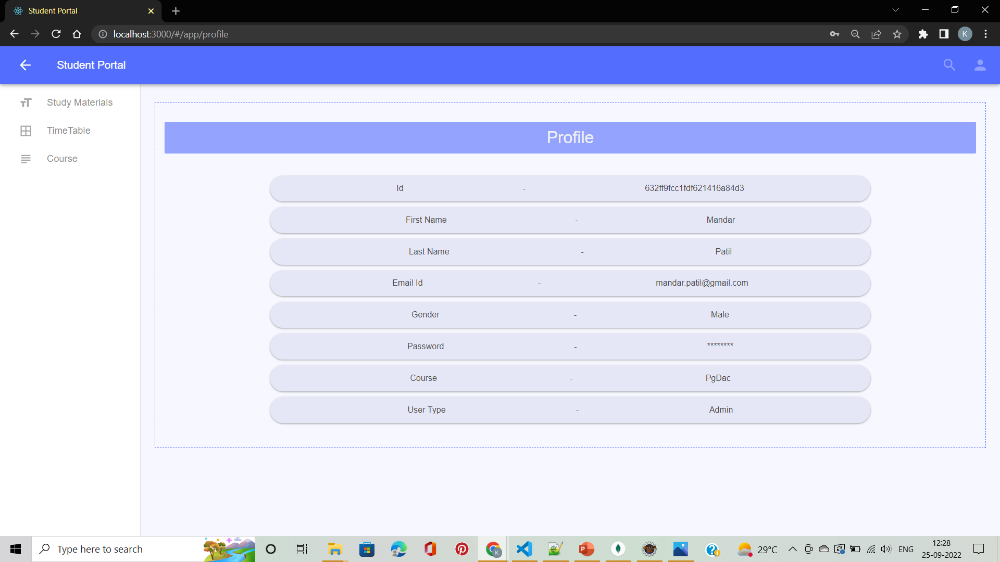 Student Portal
localhost:3000/#/app/profile
K
Student Portal
Study Materials
TimeTable
Course
Profile
Id - 632ff9fcc1fdf621416a84d3
First Name - Mandar
Last Name - Patil
Email Id - mandar.patil@gmail.com
Gender - Male
Password - ********
Course - PgDac
User Type - Admin
Type here to search
29°C
ENG
12:28
25-09-2022